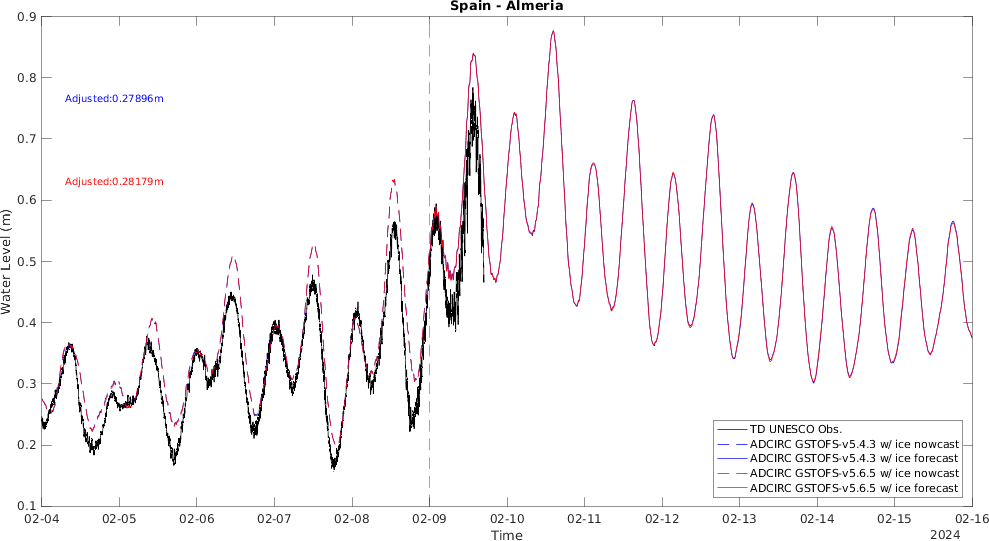 Spain - Almeria
0.9
0.8
0.7
0.6
0.5
0.4
0.3
0.2
0.1
Water Level (m)
Adjusted:0.27896m
Adjusted:0.28179m
TD UNESCO Obs.
ADCIRC GSTOFS-v5.4.3 w/ ice nowcast
ADCIRC GSTOFS-v5.4.3 w/ ice forecast
ADCIRC GSTOFS-v5.6.5 w/ ice nowcast
ADCIRC GSTOFS-v5.6.5 w/ ice forecast
02-04 02-05 02-06 02-07 02-08 02-09 02-10 02-11 02-12 02-13 02-14 02-15 02-16
Time
2024